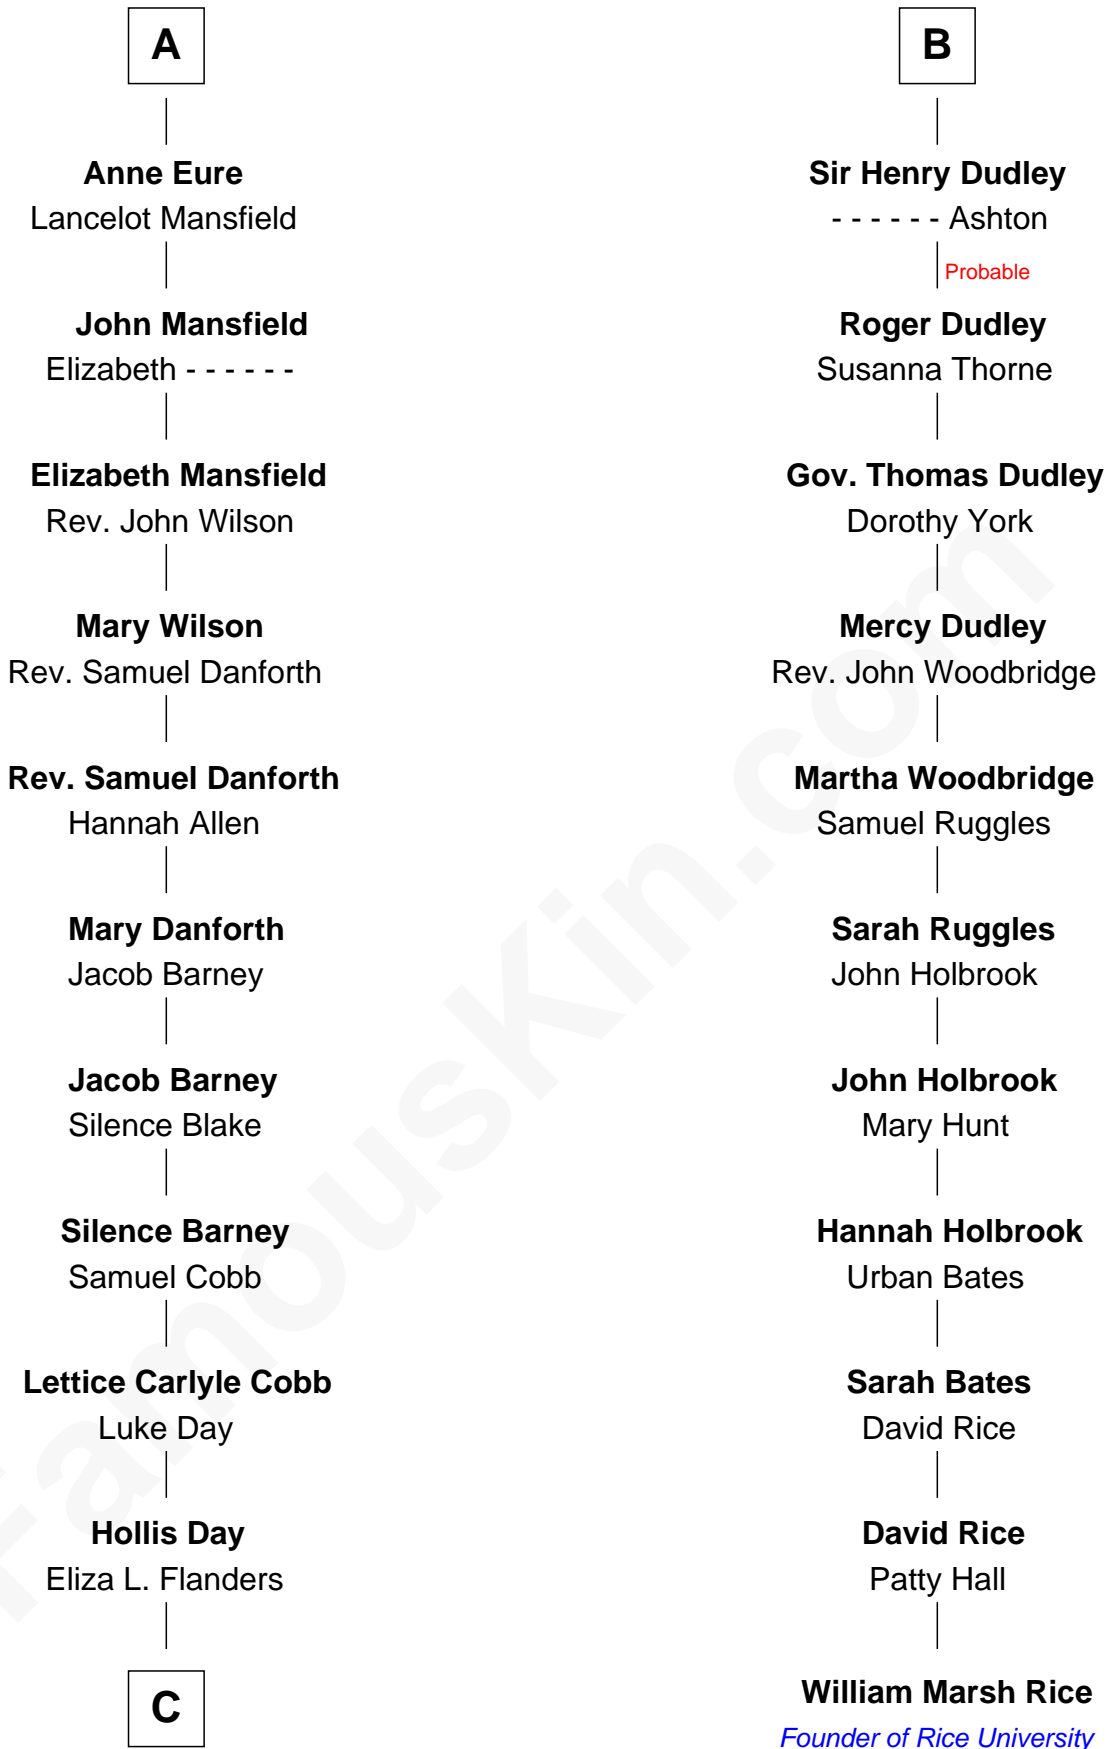 A
Anne Eure
Lancelot Mansfield
John Mansfield
Elizabeth - - - - - -
Elizabeth Mansfield
Rev. John Wilson
Mary Wilson
Rev. Samuel Danforth
Rev. Samuel Danforth
Hannah Allen
Mary Danforth
Jacob Barney
Jacob Barney
Silence Blake
Silence Barney
Samuel Cobb
Lettice Carlyle Cobb
Luke Day
Hollis Day
Eliza L. Flanders
C
B
Sir Henry Dudley
- - - - - - Ashton
Probable
Roger Dudley
Susanna Thorne
Gov. Thomas Dudley
Dorothy York
Mercy Dudley
Rev. John Woodbridge
Martha Woodbridge
Samuel Ruggles
Sarah Ruggles
John Holbrook
John Holbrook
Mary Hunt
Hannah Holbrook
Urban Bates
Sarah Bates
David Rice
David Rice
Patty Hall
William Marsh Rice
Founder of Rice University
FamousKin.com